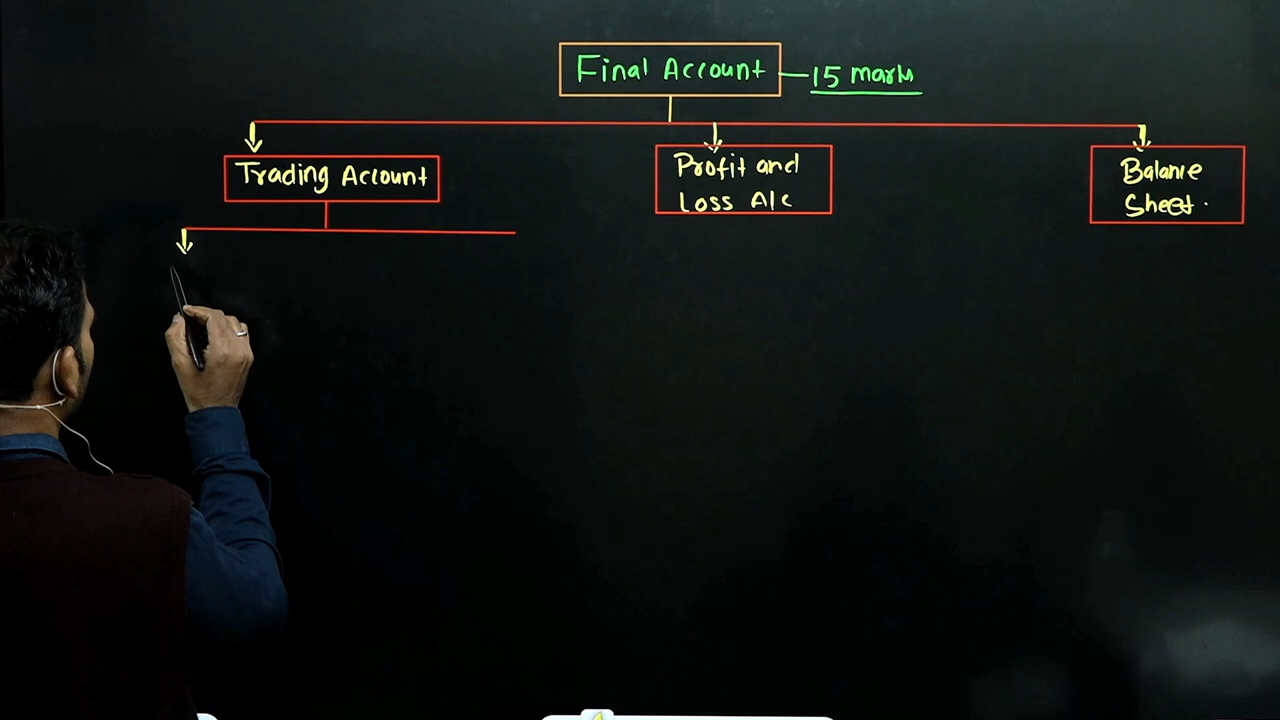 Final Account — 15 marks
Trading Account
Profit and
Loss A/c
Balance
Sheet.